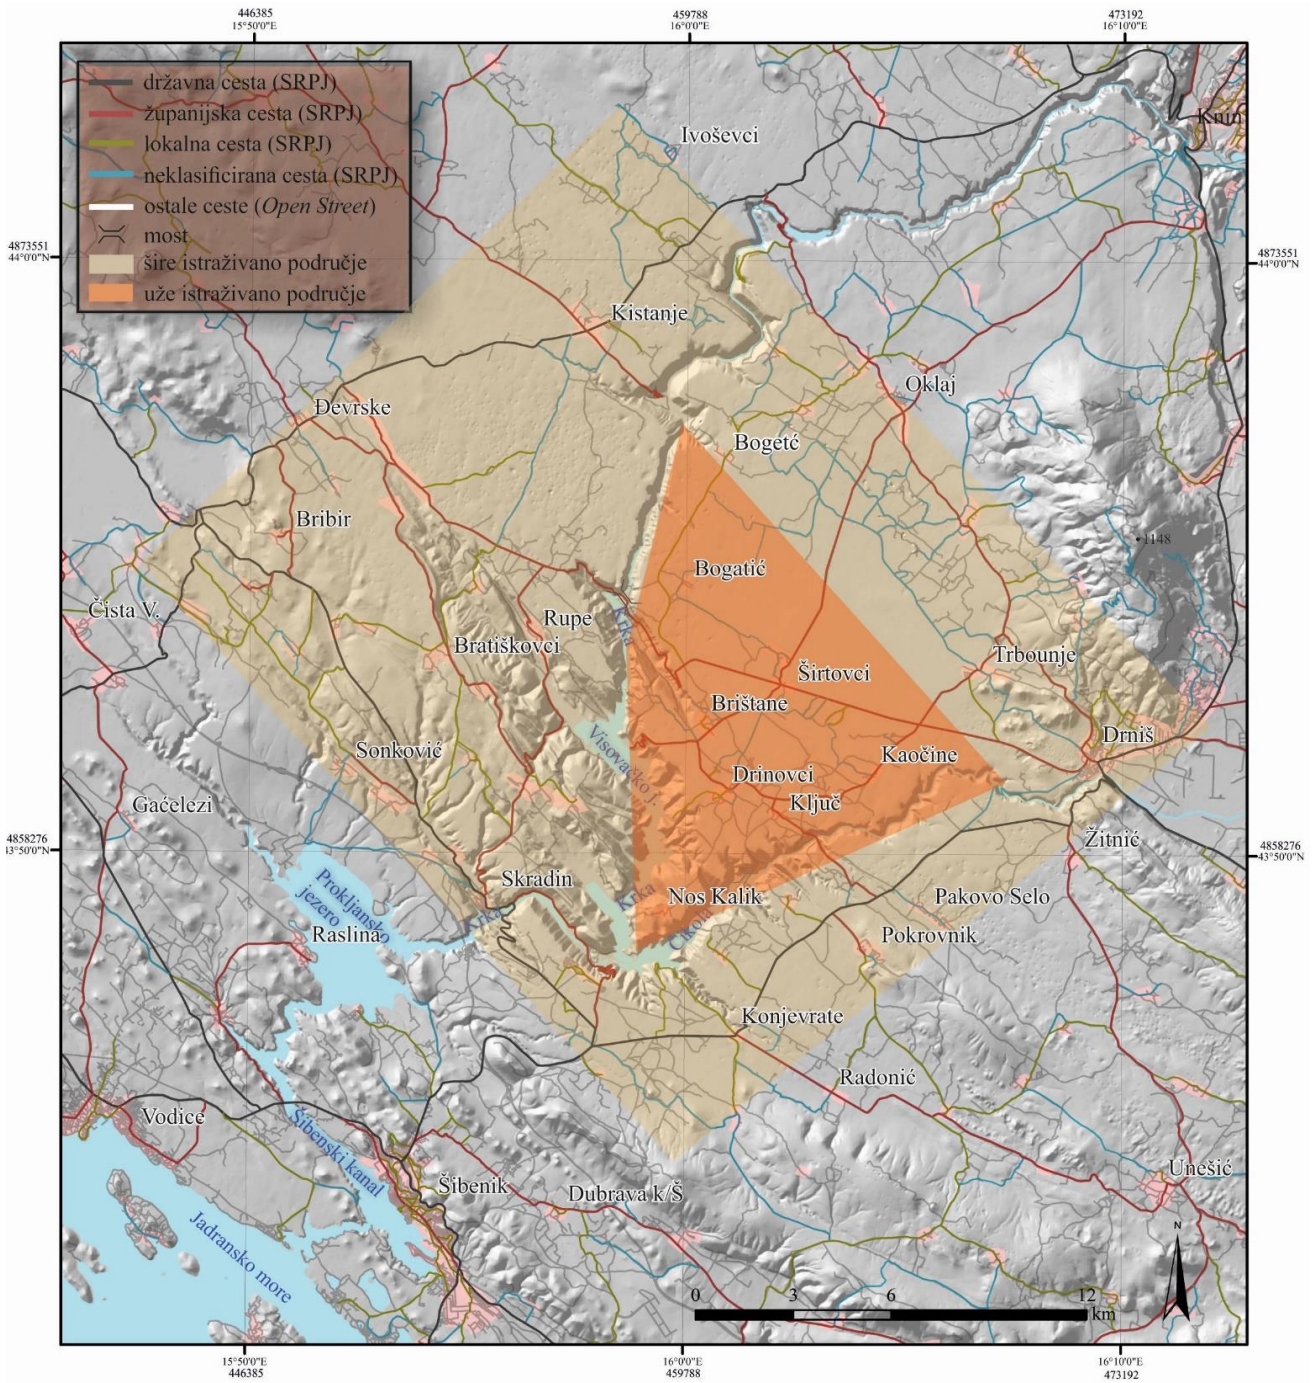 446385
15°50'0"E
459788
16°0'0"E
473192
16°10'0"E
državna cesta (SRPJ)
županijska cesta (SRPJ)
lokalna cesta (SRPJ)
neklasificirana cesta (SRPJ)
ostale ceste (Open Street)
most
šire istraživano područje
uže istraživano područje
Knin
Ivoševci
4873551
44°0'0"N
4873551
44°0'0"N
Kistanje
Oklaj
Đevrske
Bogetć
Bribir
1148
Bogatić
Čista V.
Rupe
Krka
Bratiškovci
Trbounje
Širtovci
Brištane
Visovačko j.
Drniš
Sonković
Kaočine
Drinovci
Ključ
Gaćelezi
Žitnić
4858276
43°50'0"N
4858276
43°50'0"N
Skradin
Nos Kalik
Krka
Pakovo Selo
Prokljansko
jezero
Krka
Čikola
Raslina
Pokrovnik
Konjevrate
Radonić
Vodice
Šibenski kanal
Šibenik
Dubrava k/Š
Unešić
Jadransko more
N
0
3
6
12
km
15°50'0"E
446385
16°0'0"E
459788
16°10'0"E
473192